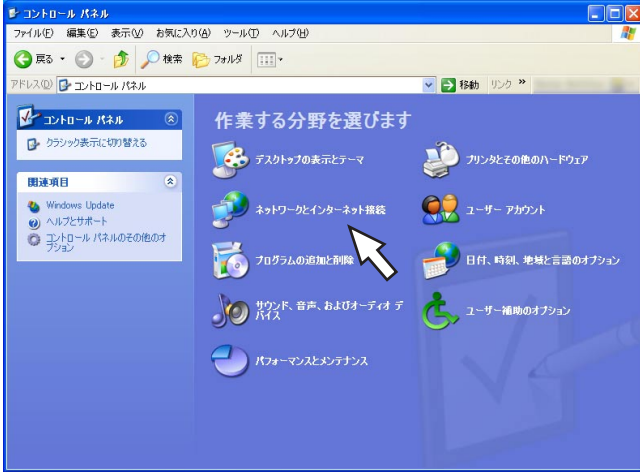 コントロール パネル
ファイル(F) 編集(E) 表示(V) お気に入り(A) ツール(T) ヘルプ(H)
戻る 検索 フォルダ
アドレス(D) コントロール パネル 移動 リンク »
コントロール パネル
クラシック表示に切り替える
関連項目
Windows Update
ヘルプとサポート
コントロール パネルのその他のオ
プション
作業する分野を選びます
デスクトップの表示とテーマ
プリンタとその他のハードウェア
ネットワークとインターネット接続
ユーザー アカウント
プログラムの追加と削除
日付、時刻、地域と言語のオプション
サウンド、音声、およびオーディオ デ
バイス
ユーザー補助のオプション
パフォーマンスとメンテナンス